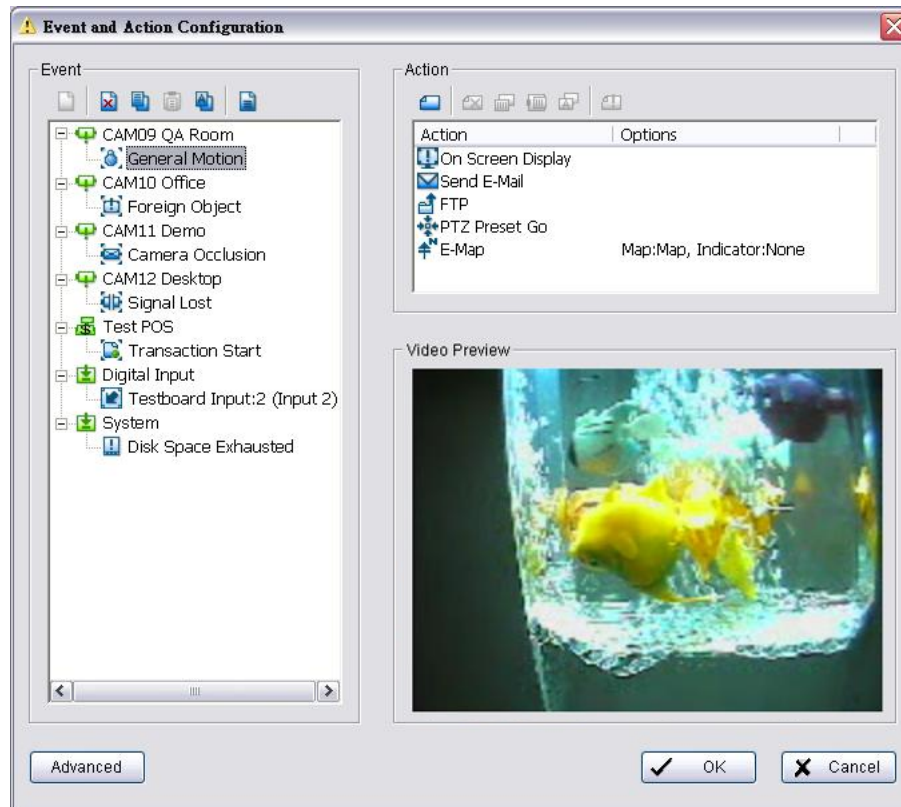 Event and Action Configuration
Event
CAM09 QA Room
General Motion
CAM10 Office
Foreign Object
CAM11 Demo
Camera Occlusion
CAM12 Desktop
Signal Lost
Test POS
Transaction Start
Digital Input
Testboard Input:2 (Input 2)
System
Disk Space Exhausted
Action
Action Options
On Screen Display
Send E-Mail
FTP
PTZ Preset Go
E-Map Map:Map, Indicator:None
Video Preview
Advanced
OK
Cancel